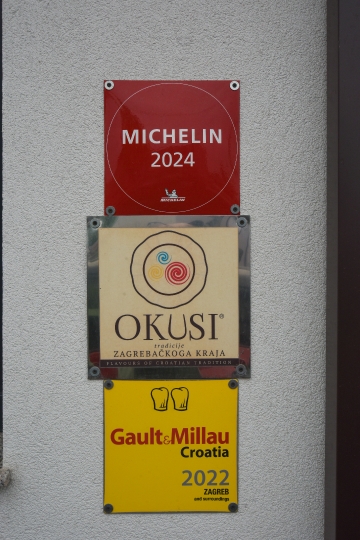 MICHELIN
2024
MICHELIN
OKUSI®
tradicije
ZAGREBAČKOGA KRAJA
FLAVOURS OF CROATIAN TRADITION
Gault&Millau
Croatia
2022
ZAGREB
and surroundings